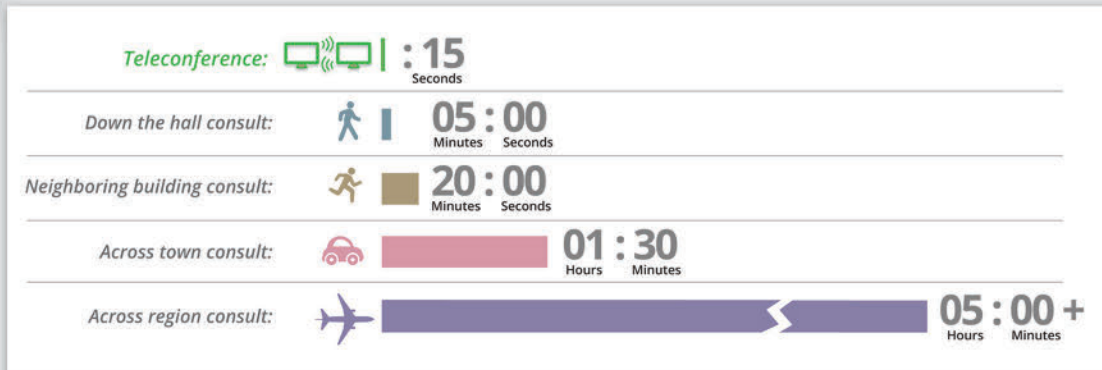 Teleconference: : 15
Seconds
Down the hall consult: 05 : 00
Minutes Seconds
Neighboring building consult: 20 : 00
Minutes Seconds
Across town consult: 01 : 30
Hours Minutes
Across region consult: 05 : 00 +
Hours Minutes